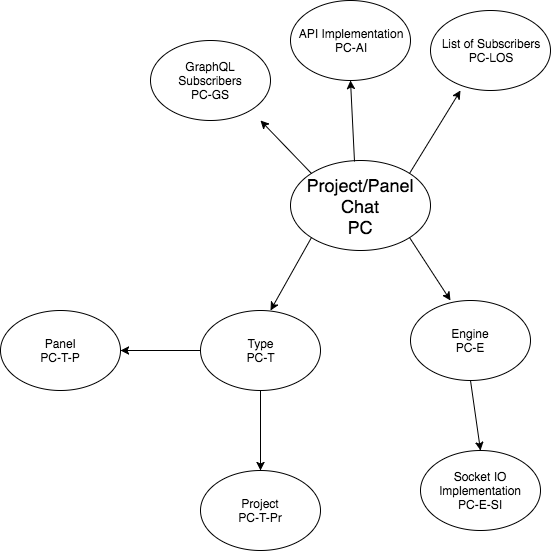 API Implementation
PC-AI
List of Subscribers
PC-LOS
GraphQL
Subscribers
PC-GS
Project/Panel
Chat
PC
Panel
PC-T-P
Type
PC-T
Engine
PC-E
Project
PC-T-Pr
Socket IO
Implementation
PC-E-SI